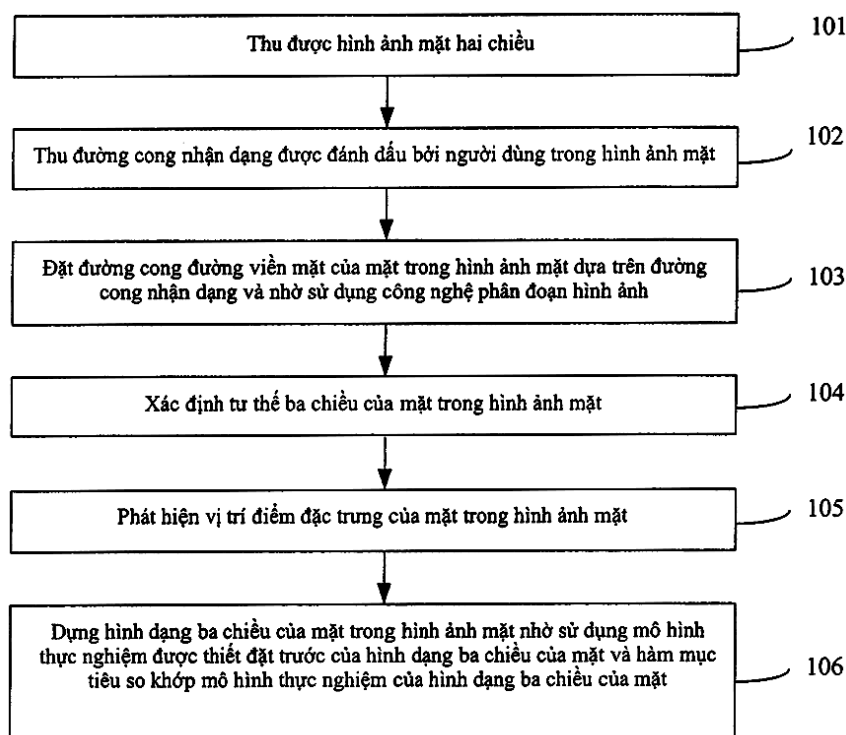 101
Thu được hình ảnh mặt hai chiều
102
Thu đường cong nhận dạng được đánh dấu bởi người dùng trong hình ảnh mặt
Đặt đường cong đường viền mặt của mặt trong hình ảnh mặt dựa trên đường
cong nhận dạng và nhờ sử dụng công nghệ phân đoạn hình ảnh
103
Xác định tư thế ba chiều của mặt trong hình ảnh mặt
104
Phát hiện vị trí điểm đặc trưng của mặt trong hình ảnh mặt
105
Dựng hình dạng ba chiều của mặt trong hình ảnh mặt nhờ sử dụng mô hình
thực nghiệm được thiết đặt trước của hình dạng ba chiều của mặt và hàm mục
tiêu so khớp mô hình thực nghiệm của hình dạng ba chiều của mặt
106